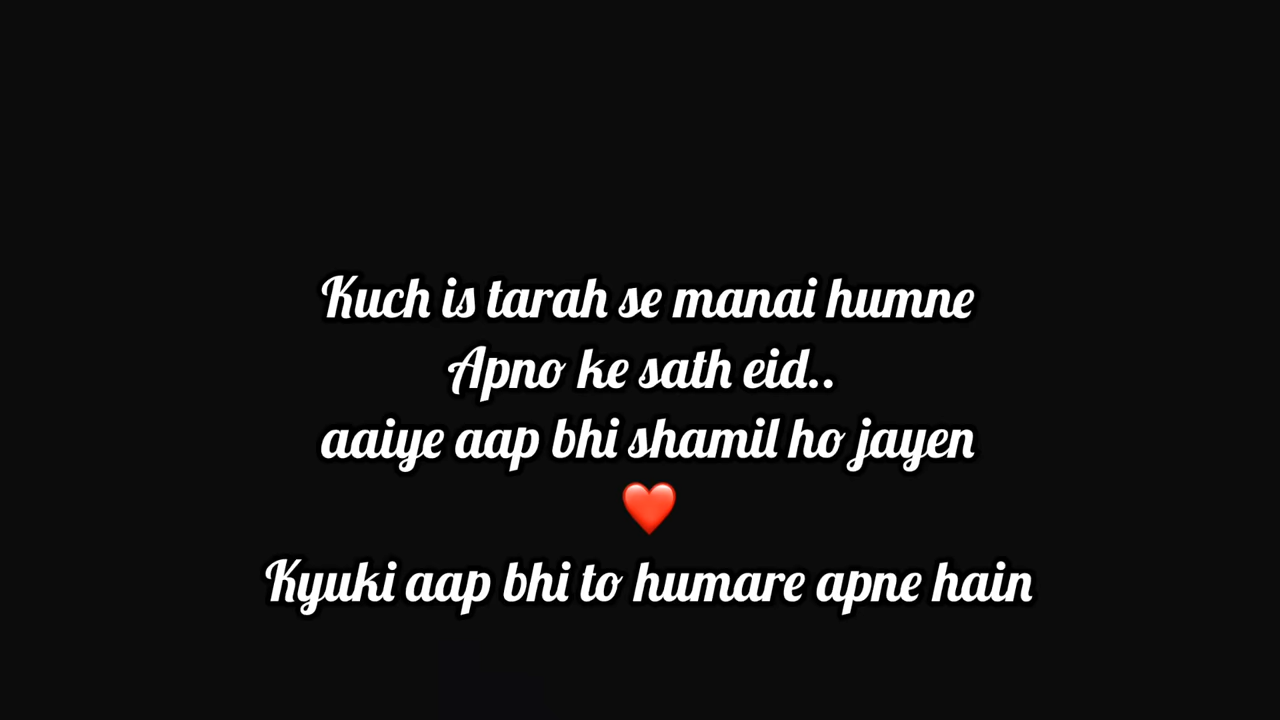 Kuch is tarah se manai humne
Apno ke sath eid..
aaiye aap bhi shamil ho jayen
❤️
Kyuki aap bhi to humare apne hain